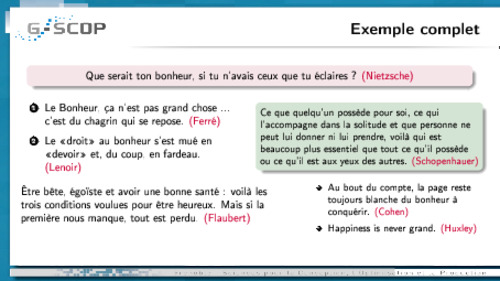 G-SCOP
Exemple complet
Que serait ton bonheur, si tu n'avais ceux que tu éclaires ? (Nietzsche)
1 Le Bonheur, ça n'est pas grand chose ...
c'est du chagrin qui se repose. (Ferré)
2 Le «droit» au bonheur s'est mué en
«devoir» et, du coup, en fardeau.
(Lenoir)
Être bête, égoïste et avoir une bonne santé : voilà les
trois conditions voulues pour être heureux. Mais si la
première nous manque, tout est perdu. (Flaubert)
Ce que quelqu'un possède pour soi, ce qui
l'accompagne dans la solitude et que personne ne
peut lui donner ni lui prendre, voilà qui est
beaucoup plus essentiel que tout ce qu'il possède
ou ce qu'il est aux yeux des autres. (Schopenhauer)
Au bout du compte, la page reste
toujours blanche du bonheur à
conquérir. (Cohen)
Happiness is never grand. (Huxley)